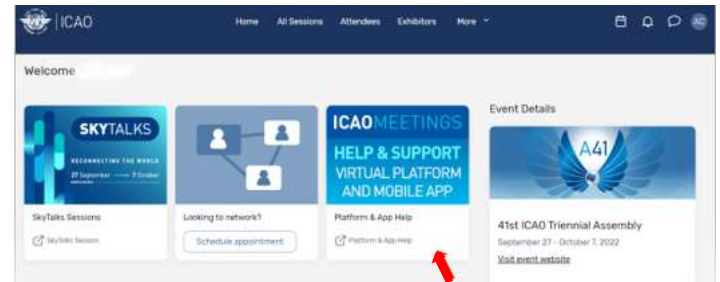 ICAO
Home All Sessions Attendees Exhibitors More
AC
Welcome
SKYTALKS
RECONNECTING THE WORLD
27 September 7 October
ICAOMEETINGS
HELP & SUPPORT
VIRTUAL PLATFORM
AND MOBILE APP
Event Details
A41
SkyTalks Sessions
SkyTalks Session
Looking to network?
Schedule appointment
Platform & App Help
Platform & App Help
41st ICAO Triennial Assembly
September 27 - October 7, 2022
Visit event website